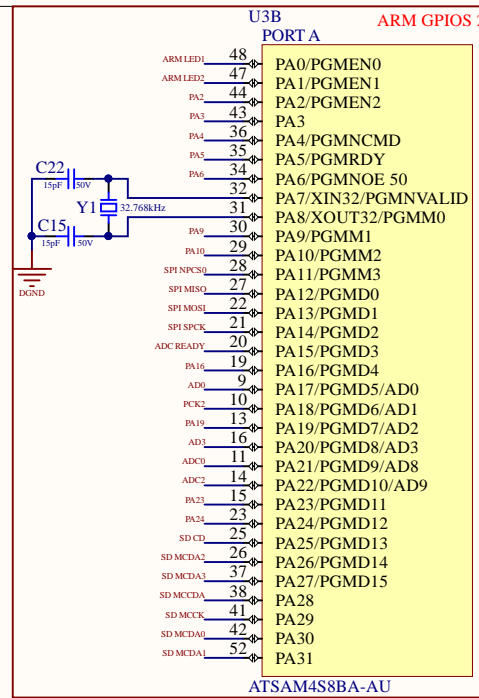 U3B
ARM GPIOS
PORT A
ARM LED1 48 PA0/PGMEN0
ARM LED2 47 PA1/PGMEN1
PA2 44 PA2/PGMEN2
PA3 43 PA3
PA4 36 PA4/PGMNCMD
PA5 35 PA5/PGMRDY
PA6 34 PA6/PGMNOE 50
32 PA7/XIN32/PGMNVALID
31 PA8/XOUT32/PGMM0
C22
15pF 50V
Y1 32.768kHz
C15
15pF 50V
DGND
PA9 30 PA9/PGMM1
PA10 29 PA10/PGMM2
SPI NPCS0 28 PA11/PGMM3
SPI MISO 27 PA12/PGMD0
SPI MOSI 22 PA13/PGMD1
SPI SPCK 21 PA14/PGMD2
ADC READY 20 PA15/PGMD3
PA16 19 PA16/PGMD4
AD0 9 PA17/PGMD5/AD0
PCK2 10 PA18/PGMD6/AD1
PA19 13 PA19/PGMD7/AD2
AD3 16 PA20/PGMD8/AD3
ADC0 11 PA21/PGMD9/AD8
ADC2 14 PA22/PGMD10/AD9
PA23 15 PA23/PGMD11
PA24 23 PA24/PGMD12
SD CD 25 PA25/PGMD13
SD MCDA2 26 PA26/PGMD14
SD MCDA3 37 PA27/PGMD15
SD MCCDA 38 PA28
SD MCCK 41 PA29
SD MCDA0 42 PA30
SD MCDA1 52 PA31
ATSAM4S8BA-AU